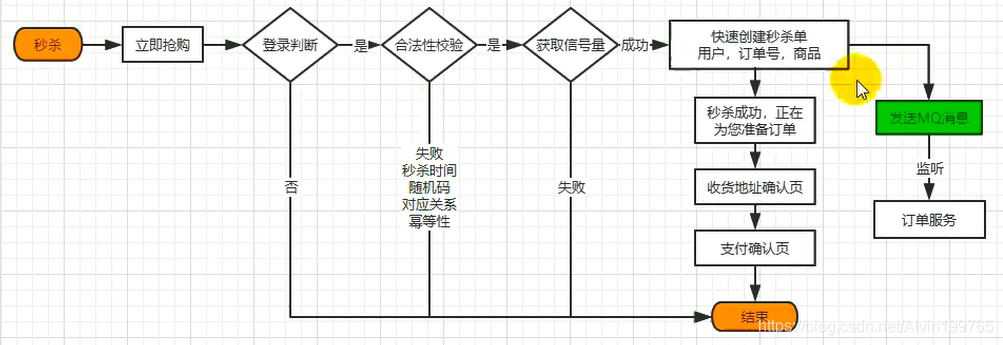 秒杀
立即抢购
登录判断
是
合法性校验
是
获取信号量
成功
快速创建秒杀单
用户，订单号，商品
秒杀成功，正在
为您准备订单
发送MQ消息
失败
秒杀时间
随机码
对应关系
幂等性
否
失败
监听
收货地址确认页
订单服务
支付确认页
结束
https://blog.csdn.net/Alvin199765